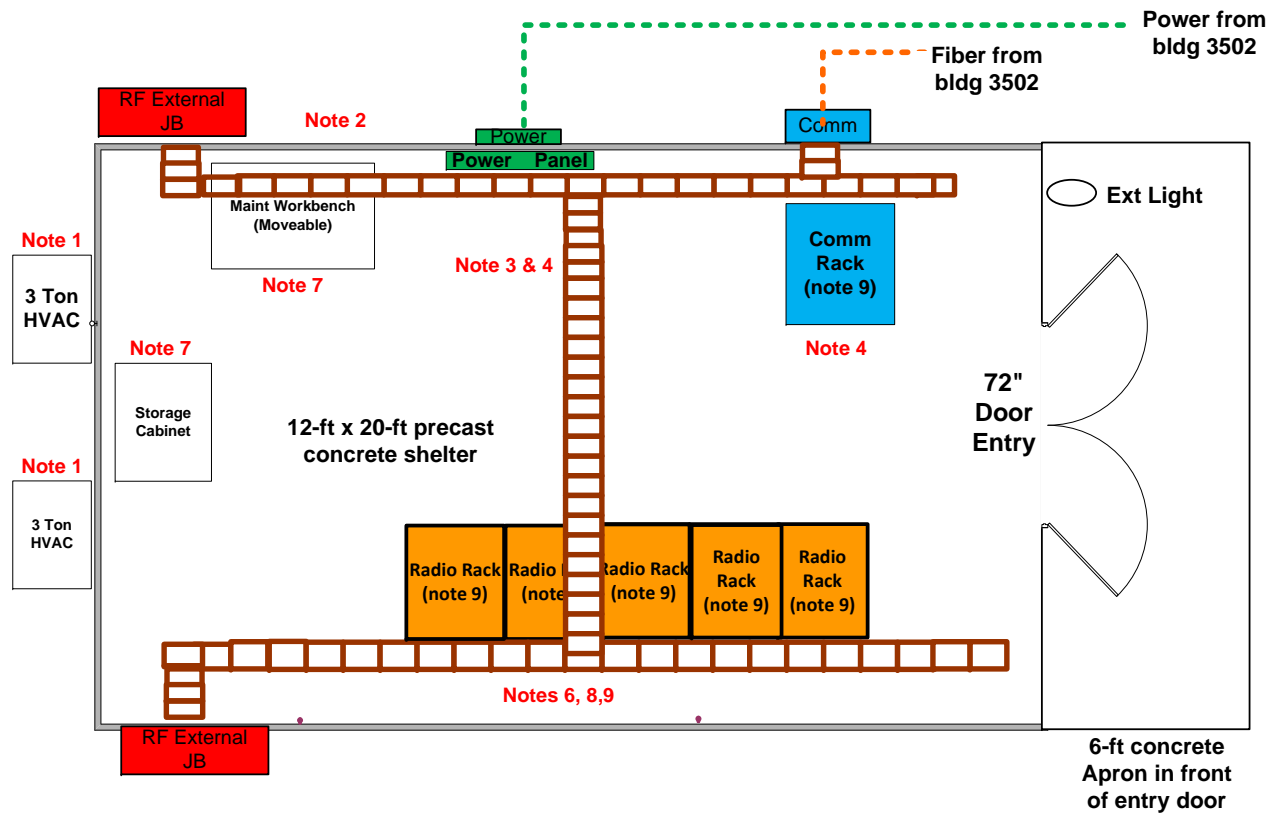 Power from
bldg 3502
Fiber from
bldg 3502
RF External
JB
Note 2
Power
Comm
Power Panel
Maint Workbench
(Moveable)
Ext Light
Note 1
3 Ton
HVAC
Note 3 & 4
Comm
Rack
(note 9)
Note 7
Note 7
Note 4
Storage
Cabinet
72"
Door
Entry
12-ft x 20-ft precast
concrete shelter
Note 1
3 Ton
HVAC
Radio Rack
(note 9)
Radio
(note
Radio Rack
(note 9)
Radio
Rack
(note 9)
Radio
Rack
(note 9)
Notes 6, 8,9
RF External
JB
6-ft concrete
Apron in front
of entry door